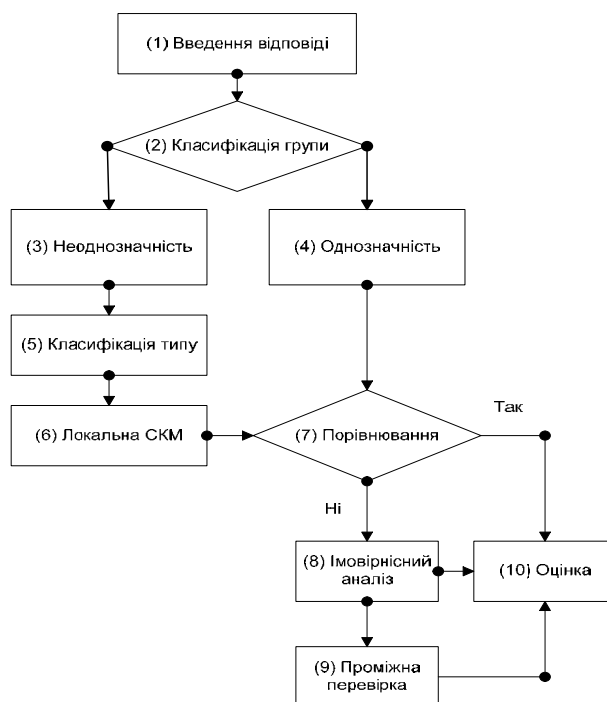 (1) Введення відповіді
(2) Класифікація групи
(3) Неоднозначність
(4) Однозначність
(5) Класифікація типу
(6) Локальна СКМ
(7) Порівнювання
Так
Ні
(8) Імовірнісний
аналіз
(10) Оцінка
(9) Проміжна
перевірка